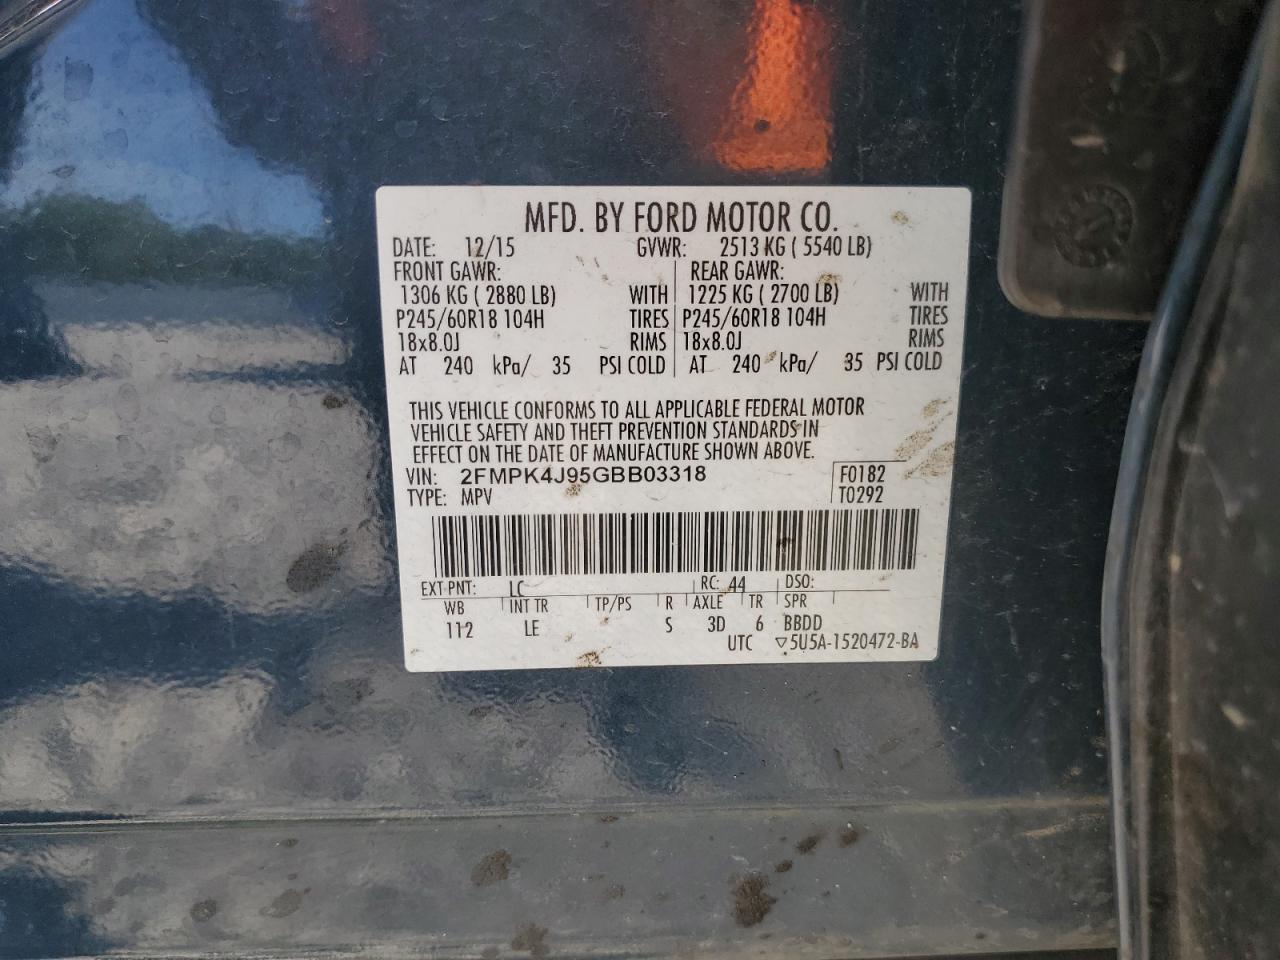 MFD. BY FORD MOTOR CO.
DATE: 12/15 GVWR: 2513 KG ( 5540 LB)
FRONT GAWR: REAR GAWR:
1306 KG ( 2880 LB) WITH 1225 KG ( 2700 LB) WITH
P245/60R18 104H TIRES P245/60R18 104H TIRES
18x8.0J RIMS 18x8.0J RIMS
AT 240 kPa/ 35 PSI COLD AT 240 kPa/ 35 PSI COLD
THIS VEHICLE CONFORMS TO ALL APPLICABLE FEDERAL MOTOR
VEHICLE SAFETY AND THEFT PREVENTION STANDARDS IN
EFFECT ON THE DATE OF MANUFACTURE SHOWN ABOVE.
VIN: 2FMPK4J95GBB03318 F0182
TYPE: MPV T0292
EXT PNT: LC RC: 44 DSO:
WB INT TR TP/PS R AXLE TR SPR
112 LE S 3D 6 BBDD
UTC ▽5U5A-1520472-BA